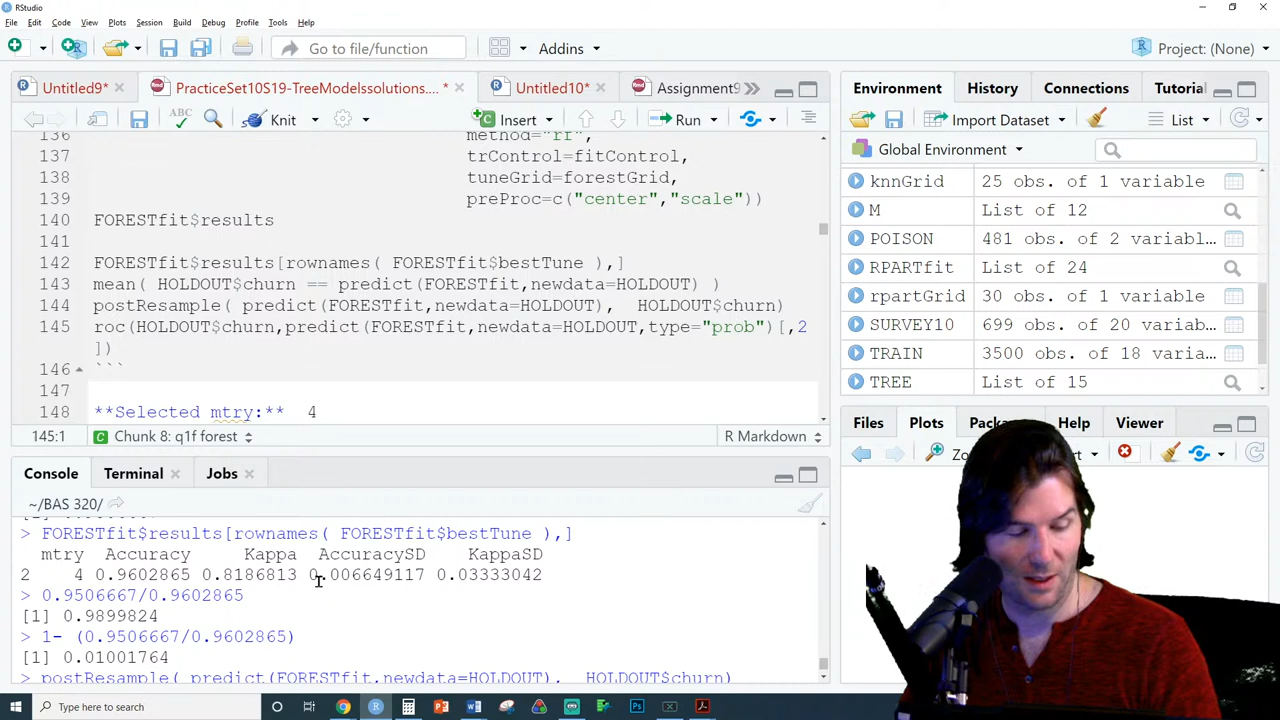 RStudio
File Edit Code View Plots Session Build Debug Profile Tools Help
Go to file/function
Addins
Project: (None)
Untitled9*
PracticeSet10S19-TreeModelssolutions....*
Untitled10*
Assignment9
ABC
Knit
Insert
Run
136 method="rf",
137 trControl=fitControl,
138 tuneGrid=forestGrid,
139 preProc=c("center","scale"))
140 FORESTfit$results
141
142 FORESTfit$results[rownames( FORESTfit$bestTune ),]
143 mean( HOLDOUT$churn == predict(FORESTfit,newdata=HOLDOUT) )
144 postResample( predict(FORESTfit,newdata=HOLDOUT), HOLDOUT$churn)
145 roc(HOLDOUT$churn,predict(FORESTfit,newdata=HOLDOUT,type="prob")[,2
])
146 ```
147
148 **Selected mtry:** 4
145:1 Chunk 8: q1f forest R Markdown
Console Terminal Jobs
~/BAS 320/
> FORESTfit$results[rownames( FORESTfit$bestTune ),]
mtry Accuracy Kappa AccuracySD KappaSD
2 4 0.9602865 0.8186813 0.006649117 0.03333042
> 0.9506667/0.9602865
[1] 0.9899824
> 1- (0.9506667/0.9602865)
[1] 0.01001764
> postResample( predict(FORESTfit,newdata=HOLDOUT), HOLDOUT$churn)
Environment History Connections Tutorial
Import Dataset List
Global Environment
knnGrid 25 obs. of 1 variable
M List of 12
POISON 481 obs. of 2 variabl...
RPARTfit List of 24
rpartGrid 30 obs. of 1 variable
SURVEY10 699 obs. of 20 variab...
TRAIN 3500 obs. of 18 varia...
TREE List of 15
Files Plots Help Viewer
Type here to search